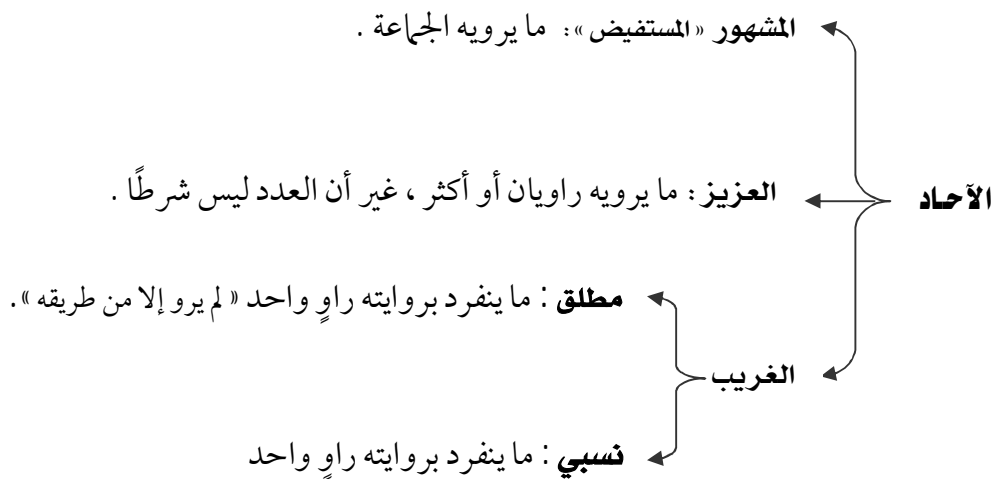 المشهور «المستفيض»: ما يرويه الجماعة .
الآحاد
العزيز : ما يرويه راويان أو أكثر ، غير أن العدد ليس شرطًا .
مطلق : ما ينفرد بروايته راوٍ واحد « لم يرو إلا من طريقه ».
الغريب
نسبي : ما ينفرد بروايته راوٍ واحد